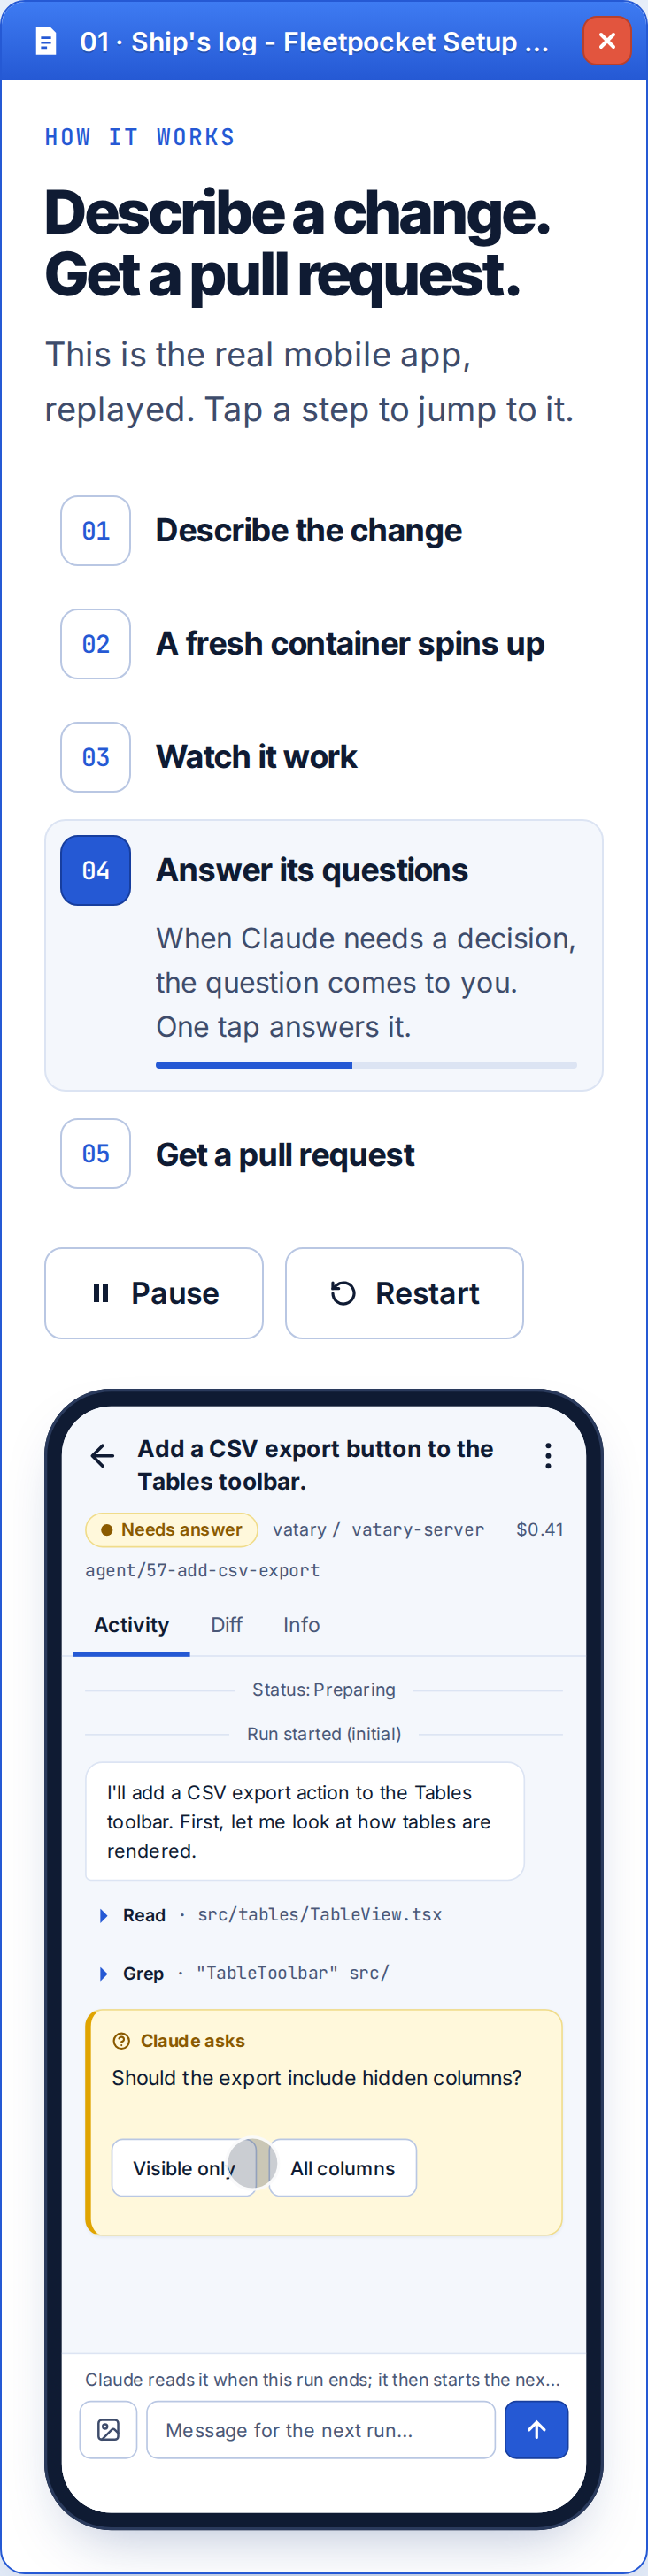 01 · Ship's log - Fleetpocket Setup ...
HOW IT WORKS
Describe a change.
Get a pull request.
This is the real mobile app,
replayed. Tap a step to jump to it.
01 Describe the change
02 A fresh container spins up
03 Watch it work
04 Answer its questions
When Claude needs a decision,
the question comes to you.
One tap answers it.
05 Get a pull request
Pause Restart
Add a CSV export button to the
Tables toolbar.
Needs answer vatary / vatary-server $0.41
agent/57-add-csv-export
Activity Diff Info
Status: Preparing
Run started (initial)
I'll add a CSV export action to the Tables
toolbar. First, let me look at how tables are
rendered.
Read · src/tables/TableView.tsx
Grep · "TableToolbar" src/
Claude asks
Should the export include hidden columns?
Visible only All columns
Claude reads it when this run ends; it then starts the nex...
Message for the next run...